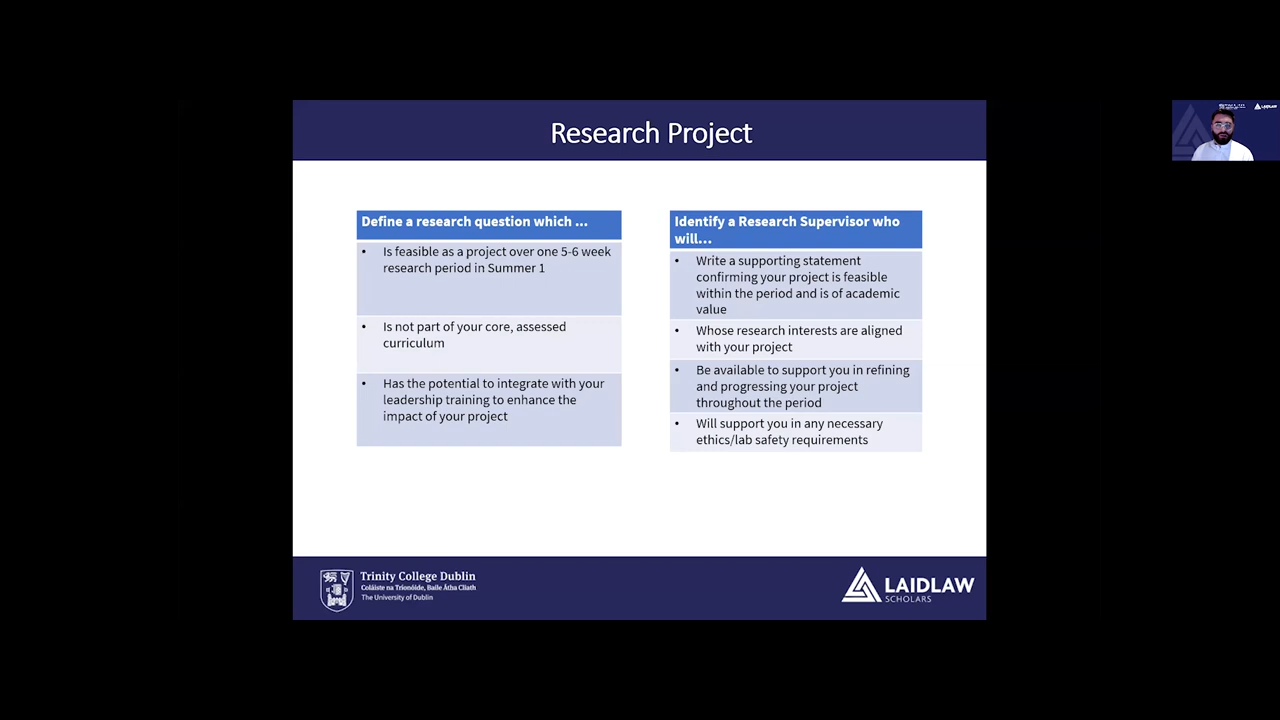 Research Project
Define a research question which ...
• Is feasible as a project over one 5-6 week
research period in Summer 1
• Is not part of your core, assessed
curriculum
• Has the potential to integrate with your
leadership training to enhance the
impact of your project
Identify a Research Supervisor who
will...
• Write a supporting statement
confirming your project is feasible
within the period and is of academic
value
• Whose research interests are aligned
with your project
• Be available to support you in refining
and progressing your project
throughout the period
• Will support you in any necessary
ethics/lab safety requirements
Trinity College Dublin
Coláiste na Tríonóide, Baile Átha Cliath
The University of Dublin
LAIDLAW
SCHOLARS
LAIDLAW